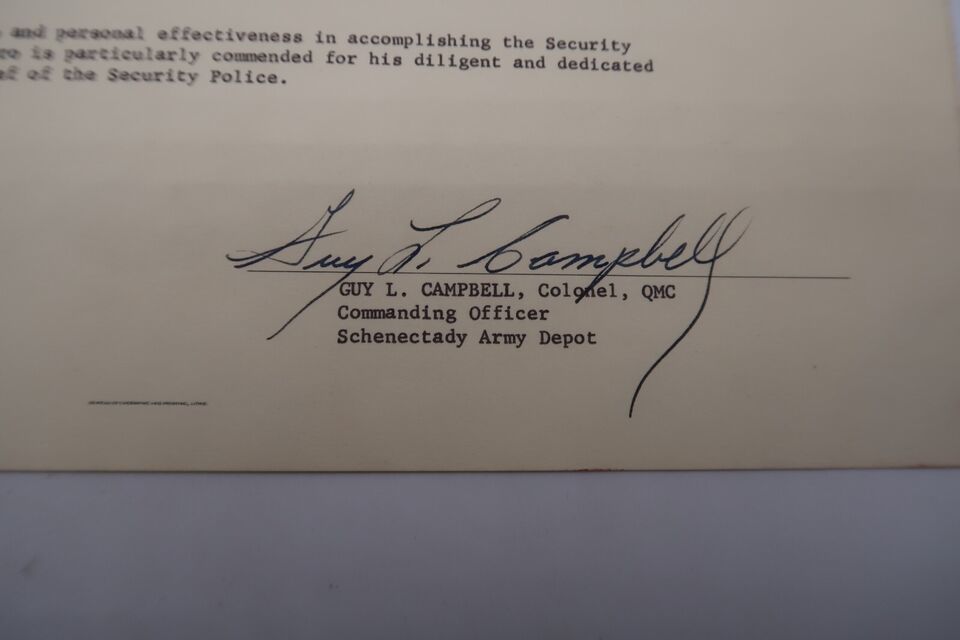 and personal effectiveness in accomplishing the Security
is particularly commended for his diligent and dedicated
of the Security Police.
Guy L. Campbell
GUY L. CAMPBELL, Colonel, QMC
Commanding Officer
Schenectady Army Depot